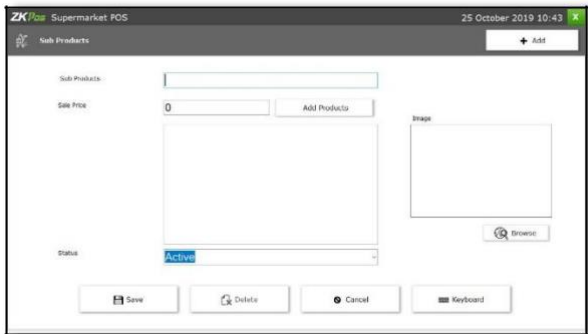 ZKPos Supermarket POS 25 October 2019 10:43 X
Sub Products + Add
Sub Products
Sale Price 0 Add Products
Image
Browse
Status Active
Save Delete Cancel Keyboard